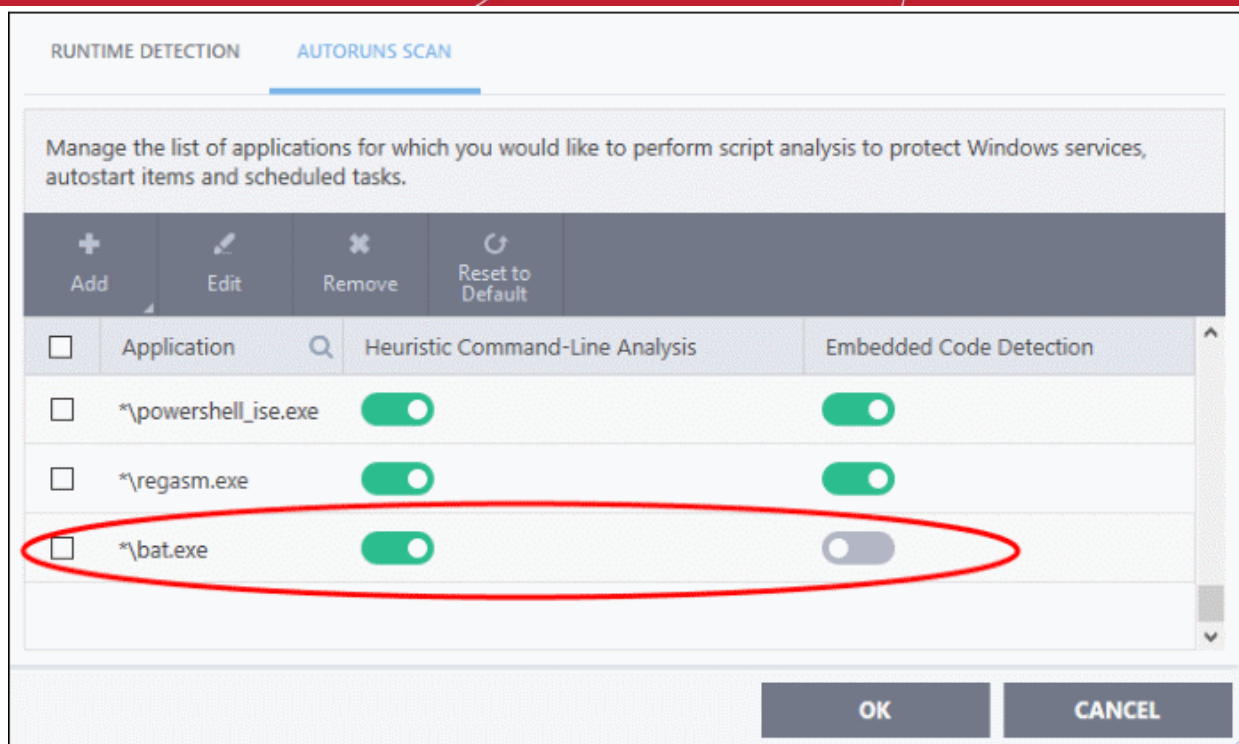 RUNTIME DETECTION AUTORUNS SCAN
Manage the list of applications for which you would like to perform script analysis to protect Windows services,
autostart items and scheduled tasks.
Add Edit Remove Reset to
Default
Application Heuristic Command-Line Analysis Embedded Code Detection
*\powershell_ise.exe
*\regasm.exe
*\bat.exe
OK CANCEL